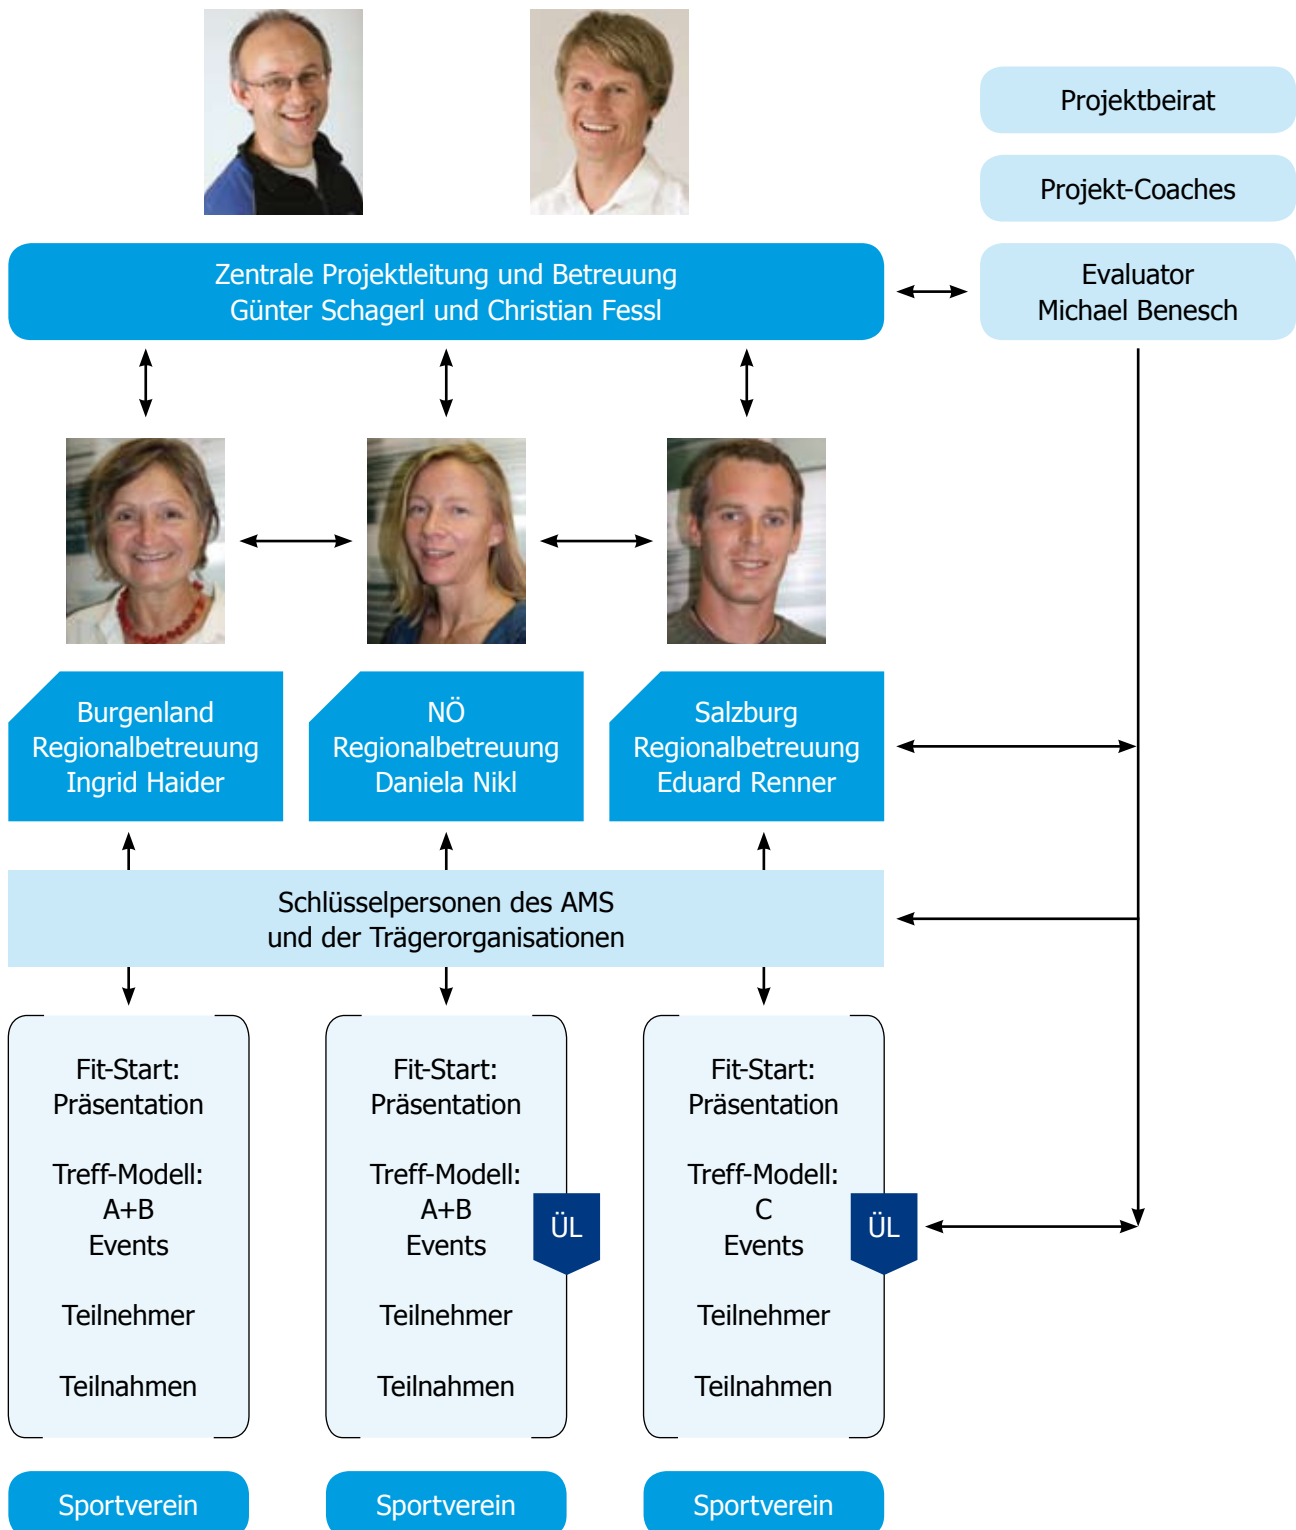 Projektbeirat
Projekt-Coaches
Zentrale Projektleitung und Betreuung
Günter Schagerl und Christian Fessl
Evaluator
Michael Benesch
Burgenland
Regionalbetreuung
Ingrid Haider
NÖ
Regionalbetreuung
Daniela Nikl
Salzburg
Regionalbetreuung
Eduard Renner
Schlüsselpersonen des AMS
und der Trägerorganisationen
Fit-Start:
Präsentation
Treff-Modell:
A+B
Events
Teilnehmer
Teilnahmen
Fit-Start:
Präsentation
Treff-Modell:
A+B
Events
Teilnehmer
Teilnahmen
ÜL
Fit-Start:
Präsentation
Treff-Modell:
C
Events
Teilnehmer
Teilnahmen
ÜL
Sportverein
Sportverein
Sportverein